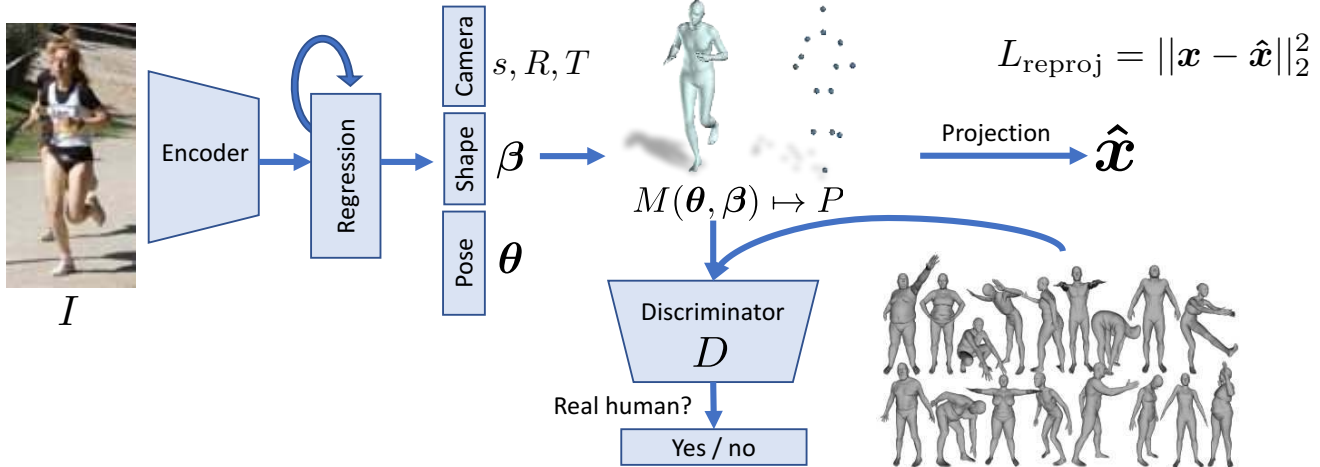 I
Encoder
Regression
Camera
s, R, T
Shape
β
Pose
θ
M(θ, β) ↦ P
L_reproj = ||x − x̂||₂²
Projection
x̂
Discriminator
D
Real human?
Yes / no